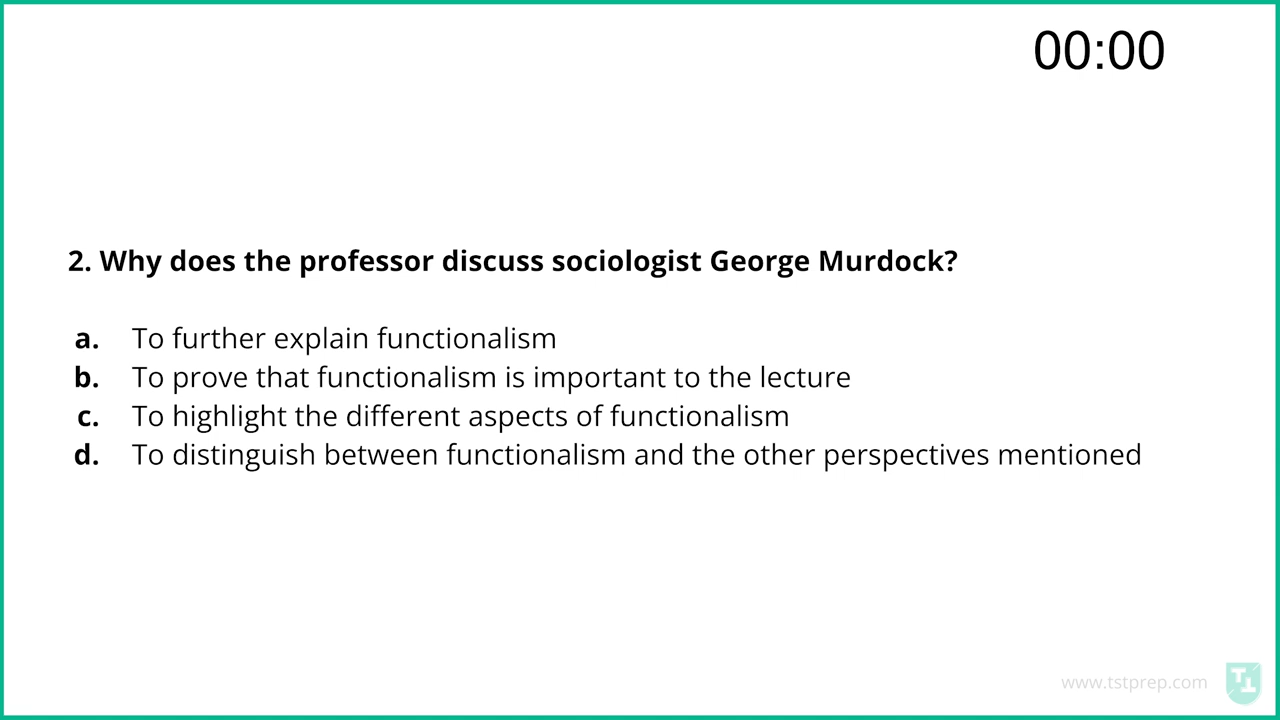 00:00
2. Why does the professor discuss sociologist George Murdock?
a. To further explain functionalism
b. To prove that functionalism is important to the lecture
c. To highlight the different aspects of functionalism
d. To distinguish between functionalism and the other perspectives mentioned
www.tstprep.com